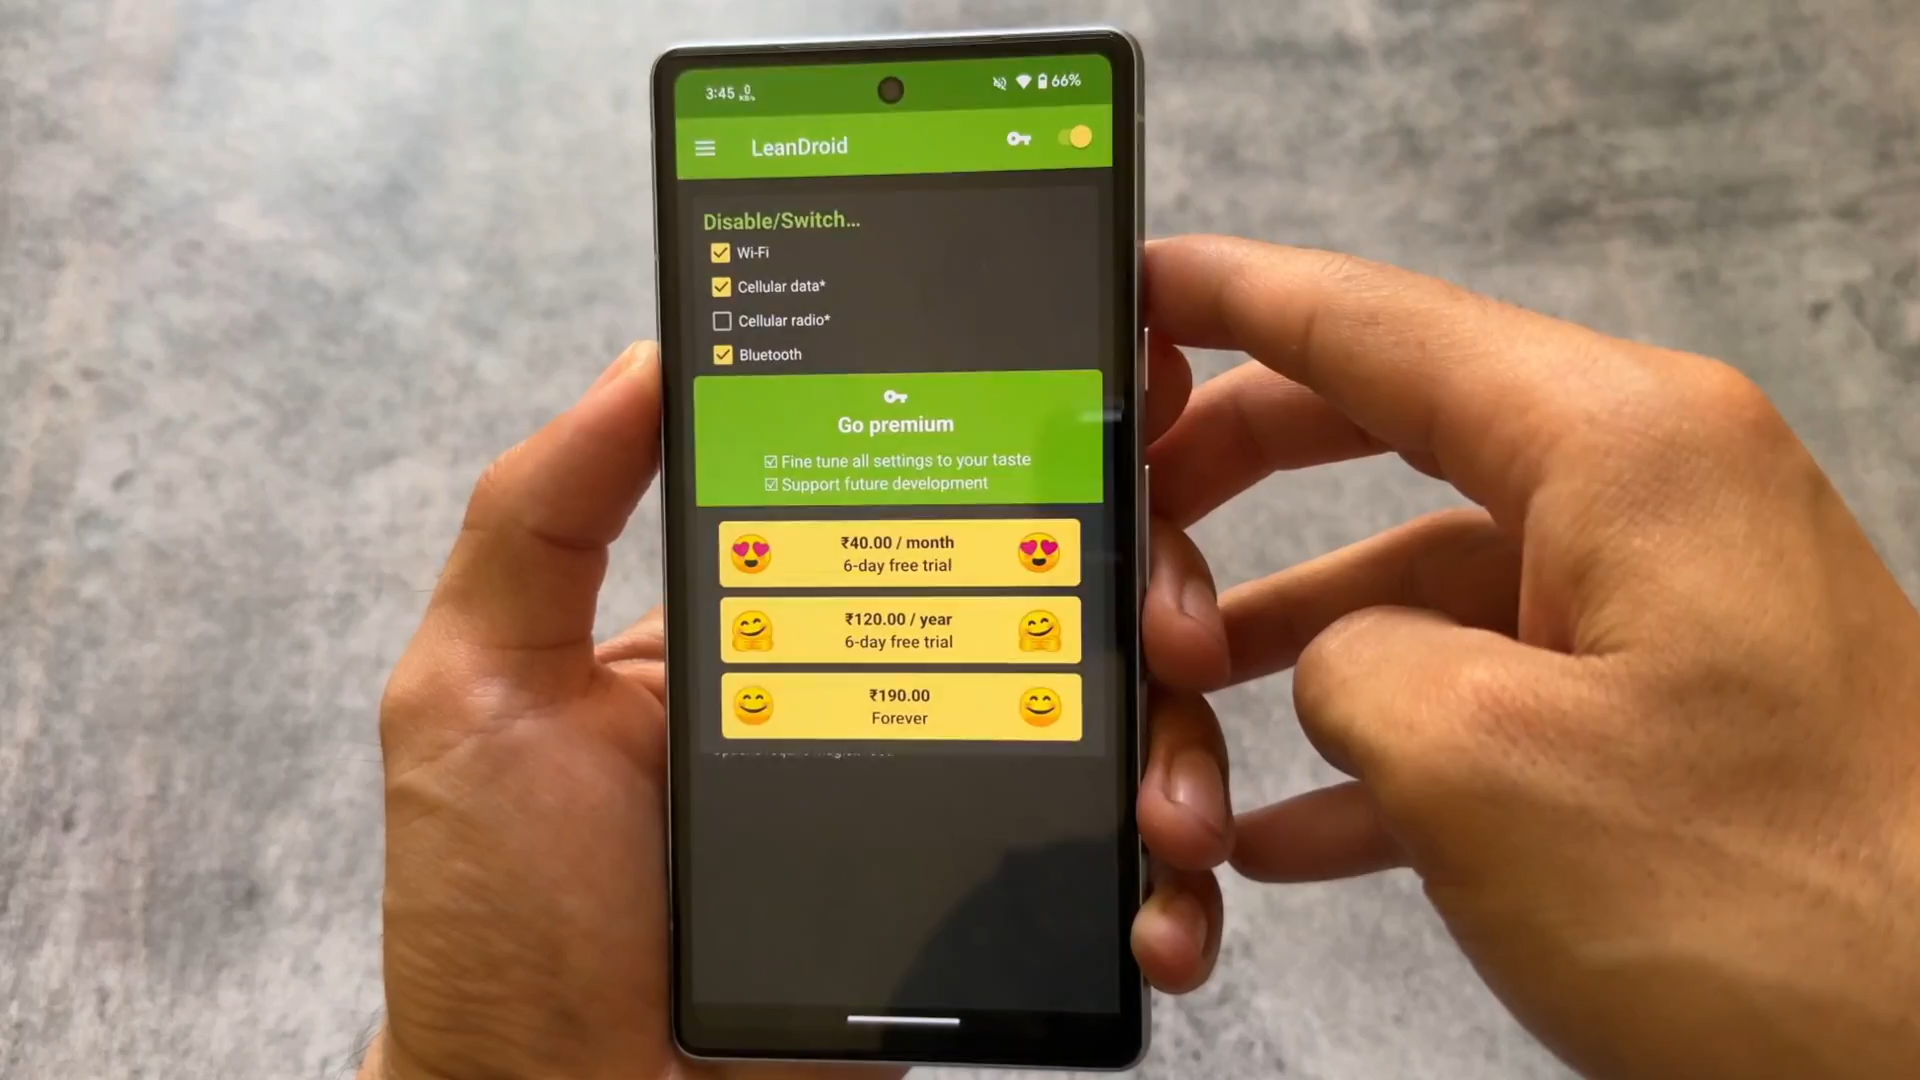 3:45 0 KB/s 66%
LeanDroid
Disable/Switch...
Wi-Fi
Cellular data*
Cellular radio*
Bluetooth
Go premium
☑ Fine tune all settings to your taste
☑ Support future development
₹40.00 / month
6-day free trial
₹120.00 / year
6-day free trial
₹190.00
Forever